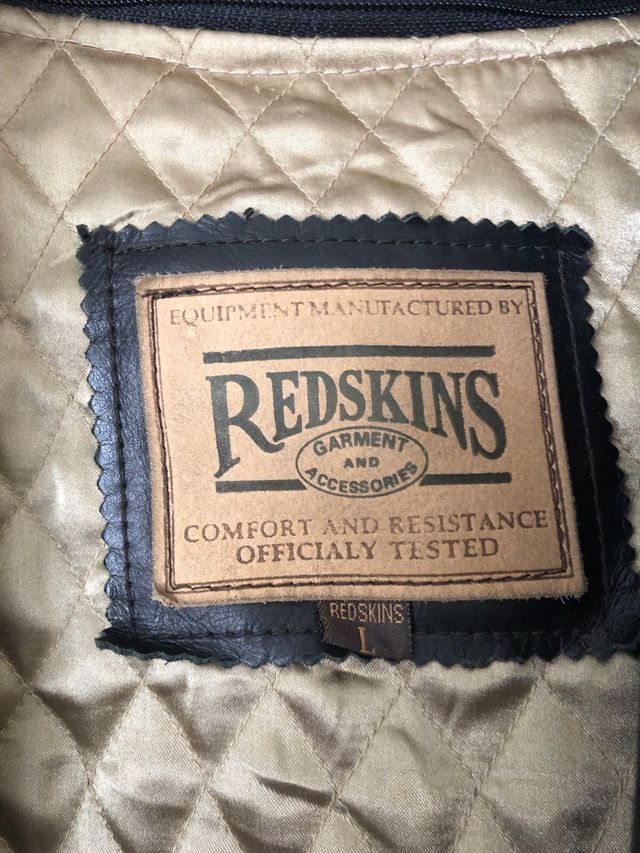 EQUIPMENT MANUFACTURED BY
REDSKINS
GARMENT
AND
ACCESSORIES
COMFORT AND RESISTANCE
OFFICIALY TESTED
REDSKINS
L